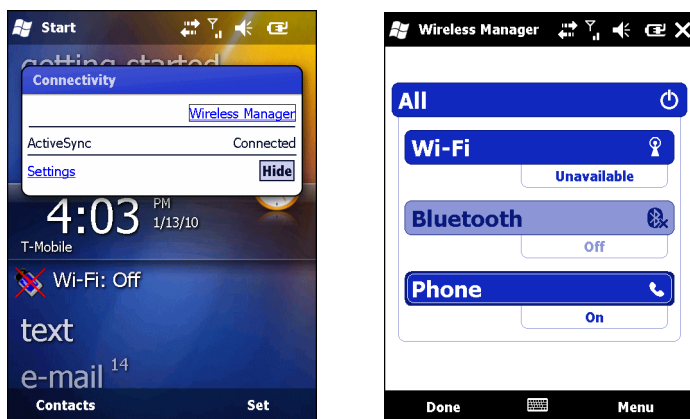 Start
getting started
Connectivity
Wireless Manager
ActiveSync Connected
Settings Hide
4:03 PM
1/13/10
T-Mobile
Wi-Fi: Off
text
e-mail 14
Contacts Set
Wireless Manager
All
Wi-Fi
Unavailable
Bluetooth
Off
Phone
On
Done Menu